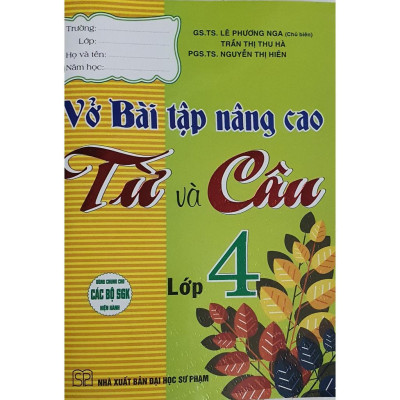 Trường:
Lớp:
Họ và tên:
Năm học:
GS.TS. LÊ PHƯƠNG NGA (Chủ biên)
TRẦN THỊ THU HÀ
PGS.TS. NGUYỄN THỊ HIÊN
Vở Bài tập nâng cao
Từ và Câu
Lớp 4
DÙNG CHUNG CHO
CÁC BỘ SGK
HIỆN HÀNH
SP
NHÀ XUẤT BẢN ĐẠI HỌC SƯ PHẠM